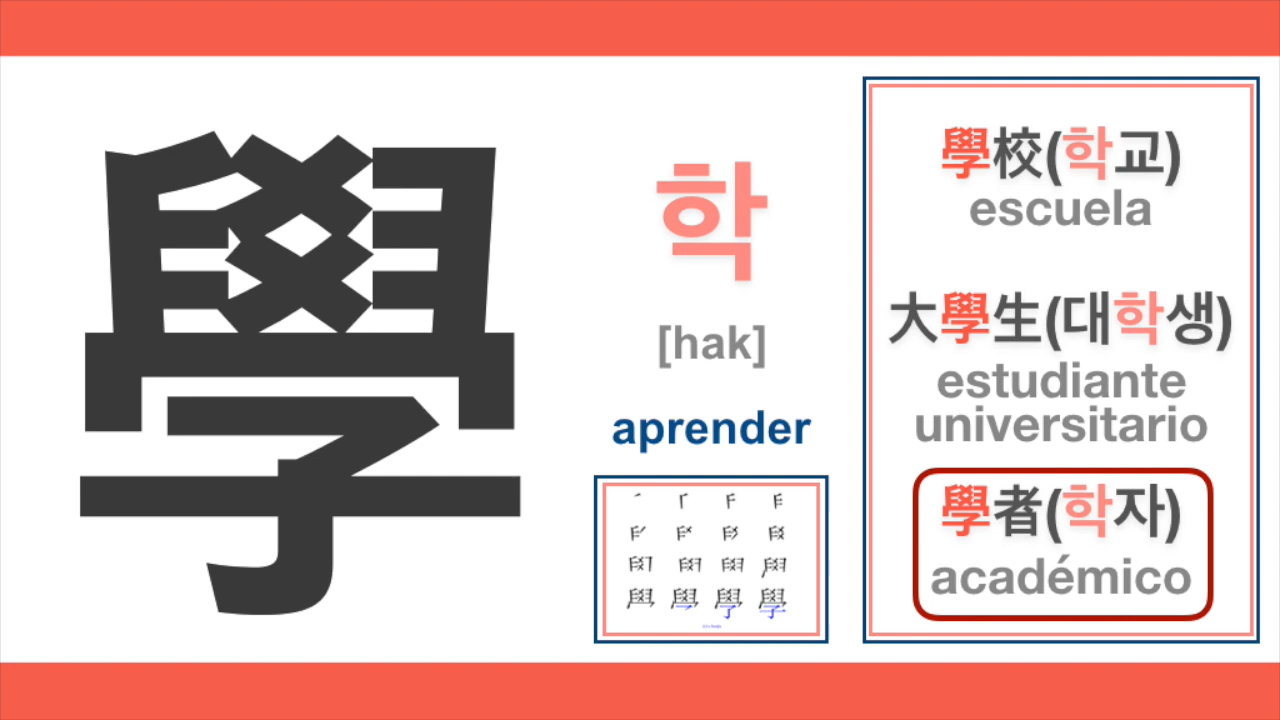 學
학
[hak]
aprender
學校(학교)
escuela
大學生(대학생)
estudiante
universitario
學者(학자)
académico